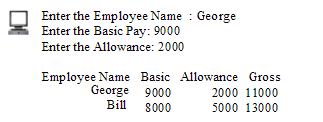 Enter the Employee Name : George
Enter the Basic Pay: 9000
Enter the Allowance: 2000
Employee Name Basic Allowance Gross
George 9000 2000 11000
Bill 8000 5000 13000